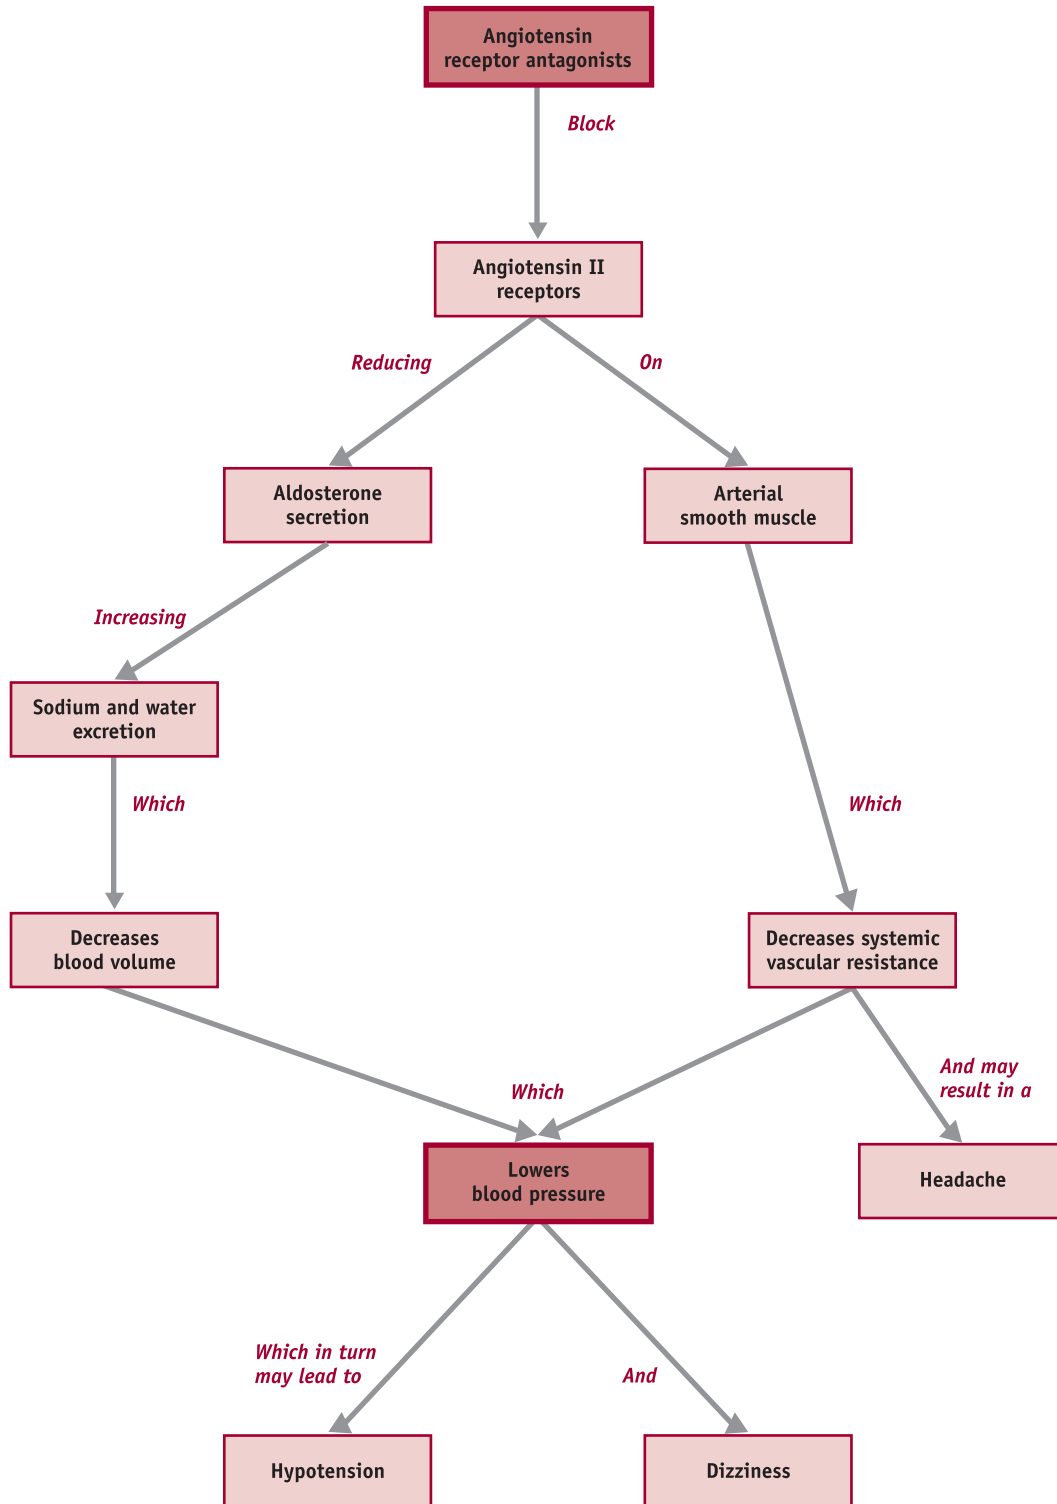 Angiotensin
receptor antagonists
Block
Angiotensin II
receptors
Reducing
On
Aldosterone
secretion
Arterial
smooth muscle
Increasing
Sodium and water
excretion
Which
Which
Decreases
blood volume
Decreases systemic
vascular resistance
And may
result in a
Which
Lowers
blood pressure
Headache
Which in turn
may lead to
And
Hypotension
Dizziness